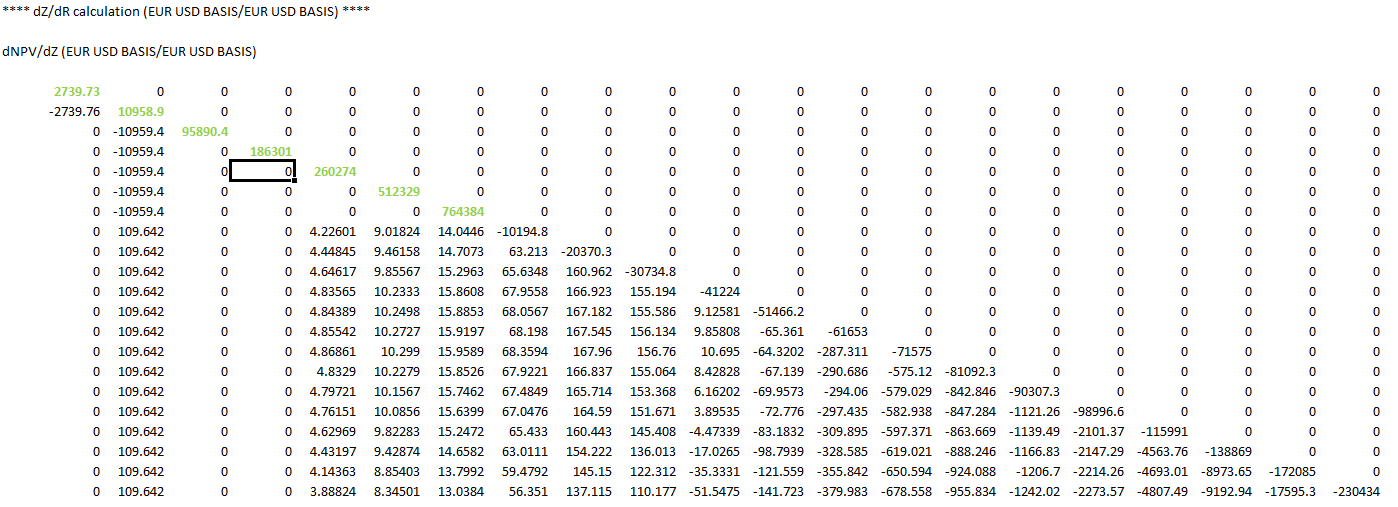 **** dZ/dR calculation (EUR USD BASIS/EUR USD BASIS) ****
dNPV/dZ (EUR USD BASIS/EUR USD BASIS)
2739.73 0 0 0 0 0 0 0 0 0 0 0 0 0 0 0 0 0 0 0 0
-2739.76 10958.9 0 0 0 0 0 0 0 0 0 0 0 0 0 0 0 0 0 0 0
0 -10959.4 95890.4 0 0 0 0 0 0 0 0 0 0 0 0 0 0 0 0 0 0
0 -10959.4 0 186301 0 0 0 0 0 0 0 0 0 0 0 0 0 0 0 0 0
0 -10959.4 0 0 260274 0 0 0 0 0 0 0 0 0 0 0 0 0 0 0 0
0 -10959.4 0 0 0 512329 0 0 0 0 0 0 0 0 0 0 0 0 0 0 0
0 -10959.4 0 0 0 0 764384 0 0 0 0 0 0 0 0 0 0 0 0 0 0
0 109.642 0 0 4.22601 9.01824 14.0446 -10194.8 0 0 0 0 0 0 0 0 0 0 0 0 0
0 109.642 0 0 4.44845 9.46158 14.7073 63.213 -20370.3 0 0 0 0 0 0 0 0 0 0 0 0
0 109.642 0 0 4.64617 9.85567 15.2963 65.6348 160.962 -30734.8 0 0 0 0 0 0 0 0 0 0 0
0 109.642 0 0 4.83565 10.2333 15.8608 67.9558 166.923 155.194 -41224 0 0 0 0 0 0 0 0 0 0
0 109.642 0 0 4.84389 10.2498 15.8853 68.0567 167.182 155.586 9.12581 -51466.2 0 0 0 0 0 0 0 0 0
0 109.642 0 0 4.85542 10.2727 15.9197 68.198 167.545 156.134 9.85808 -65.361 -61653 0 0 0 0 0 0 0 0
0 109.642 0 0 4.86861 10.299 15.9589 68.3594 167.96 156.76 10.695 -64.3202 -287.311 -71575 0 0 0 0 0 0 0
0 109.642 0 0 4.8329 10.2279 15.8526 67.9221 166.837 155.064 8.42828 -67.139 -290.686 -575.12 -81092.3 0 0 0 0 0 0
0 109.642 0 0 4.79721 10.1567 15.7462 67.4849 165.714 153.368 6.16202 -69.9573 -294.06 -579.029 -842.846 -90307.3 0 0 0 0 0
0 109.642 0 0 4.76151 10.0856 15.6399 67.0476 164.59 151.671 3.89535 -72.776 -297.435 -582.938 -847.284 -1121.26 -98996.6 0 0 0 0
0 109.642 0 0 4.62969 9.82283 15.2472 65.433 160.443 145.408 -4.47339 -83.1832 -309.895 -597.371 -863.669 -1139.49 -2101.37 -115991 0 0 0
0 109.642 0 0 4.43197 9.42874 14.6582 63.0111 154.222 136.013 -17.0265 -98.7939 -328.585 -619.021 -888.246 -1166.83 -2147.29 -4563.76 -138869 0 0
0 109.642 0 0 4.14363 8.85403 13.7992 59.4792 145.15 122.312 -35.3331 -121.559 -355.842 -650.594 -924.088 -1206.7 -2214.26 -4693.01 -8973.65 -172085 0
0 109.642 0 0 3.88824 8.34501 13.0384 56.351 137.115 110.177 -51.5475 -141.723 -379.983 -678.558 -955.834 -1242.02 -2273.57 -4807.49 -9192.94 -17595.3 -230434